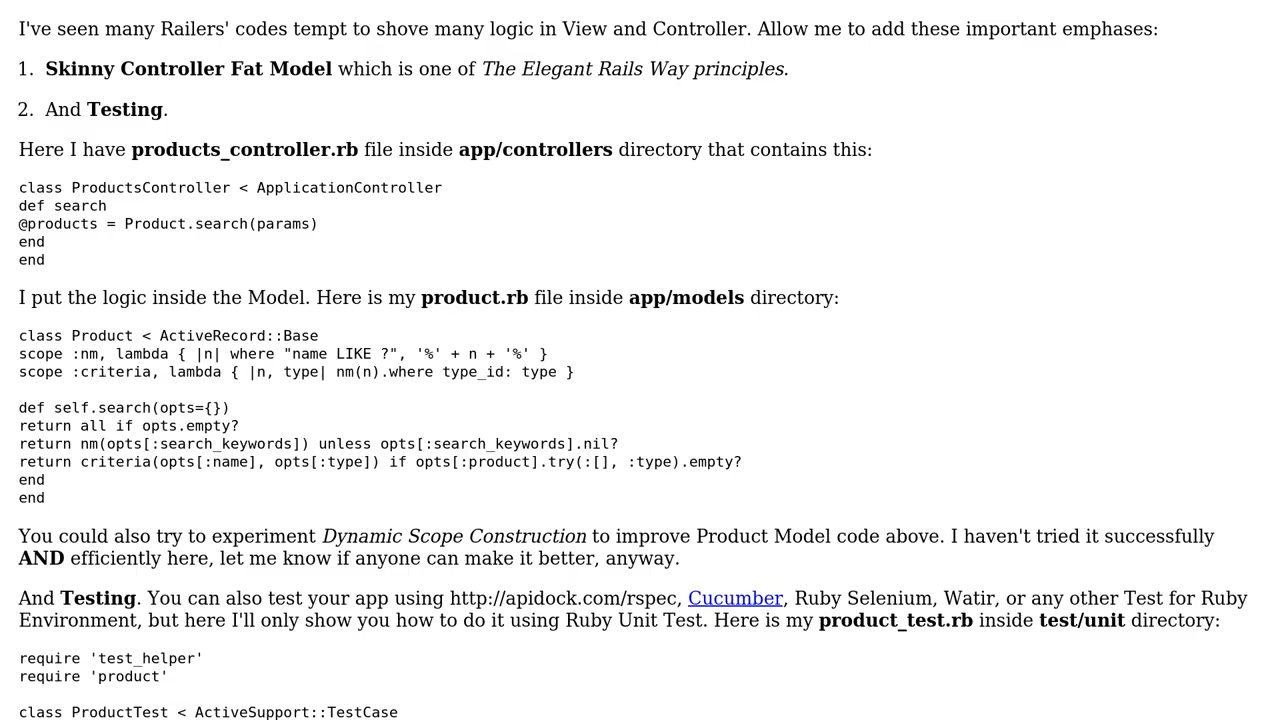 I've seen many Railers' codes tempt to shove many logic in View and Controller. Allow me to add these important emphases:
1. Skinny Controller Fat Model which is one of The Elegant Rails Way principles.
2. And Testing.
Here I have products_controller.rb file inside app/controllers directory that contains this:
class ProductsController < ApplicationController
def search
@products = Product.search(params)
end
end
I put the logic inside the Model. Here is my product.rb file inside app/models directory:
class Product < ActiveRecord::Base
scope :nm, lambda { |n| where "name LIKE ?", '%' + n + '%' }
scope :criteria, lambda { |n, type| nm(n).where type_id: type }
def self.search(opts={})
return all if opts.empty?
return nm(opts[:search_keywords]) unless opts[:search_keywords].nil?
return criteria(opts[:name], opts[:type]) if opts[:product].try(:[], :type).empty?
end
end
You could also try to experiment Dynamic Scope Construction to improve Product Model code above. I haven't tried it successfully
AND efficiently here, let me know if anyone can make it better, anyway.
And Testing. You can also test your app using http://apidock.com/rspec, Cucumber, Ruby Selenium, Watir, or any other Test for Ruby
Environment, but here I'll only show you how to do it using Ruby Unit Test. Here is my product_test.rb inside test/unit directory:
require 'test_helper'
require 'product'
class ProductTest < ActiveSupport::TestCase